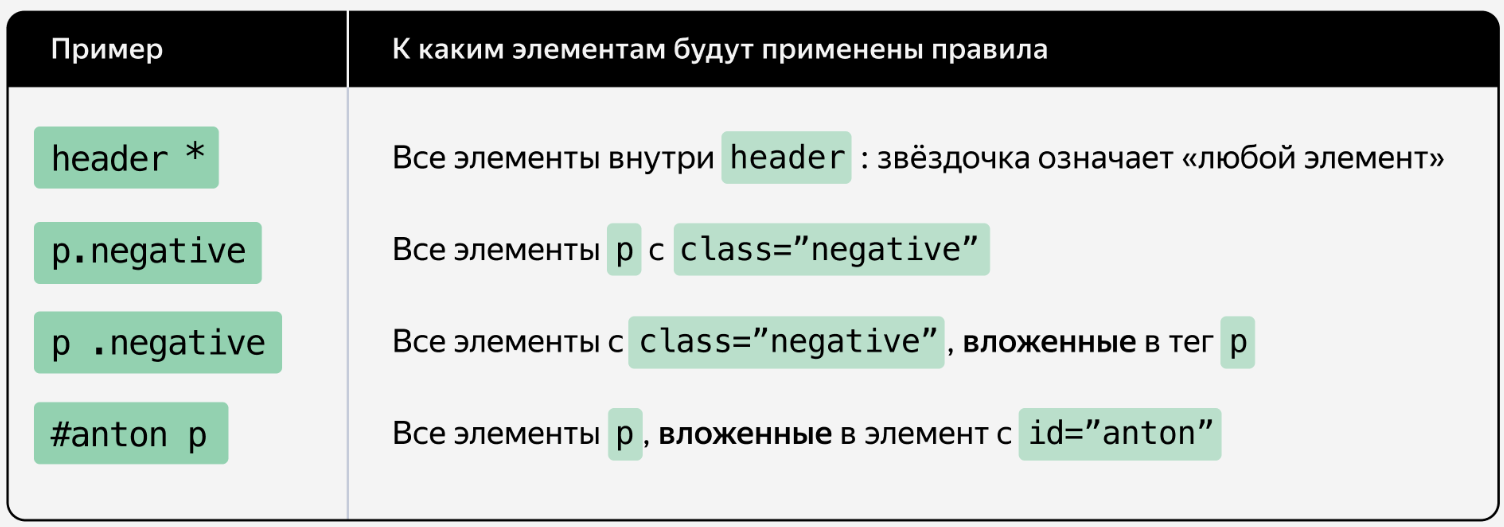 Пример К каким элементам будут применены правила
header * Все элементы внутри header : звёздочка означает «любой элемент»
p.negative Все элементы p с class=”negative”
p .negative Все элементы с class=”negative”, вложенные в тег p
#anton p Все элементы p, вложенные в элемент с id=”anton”